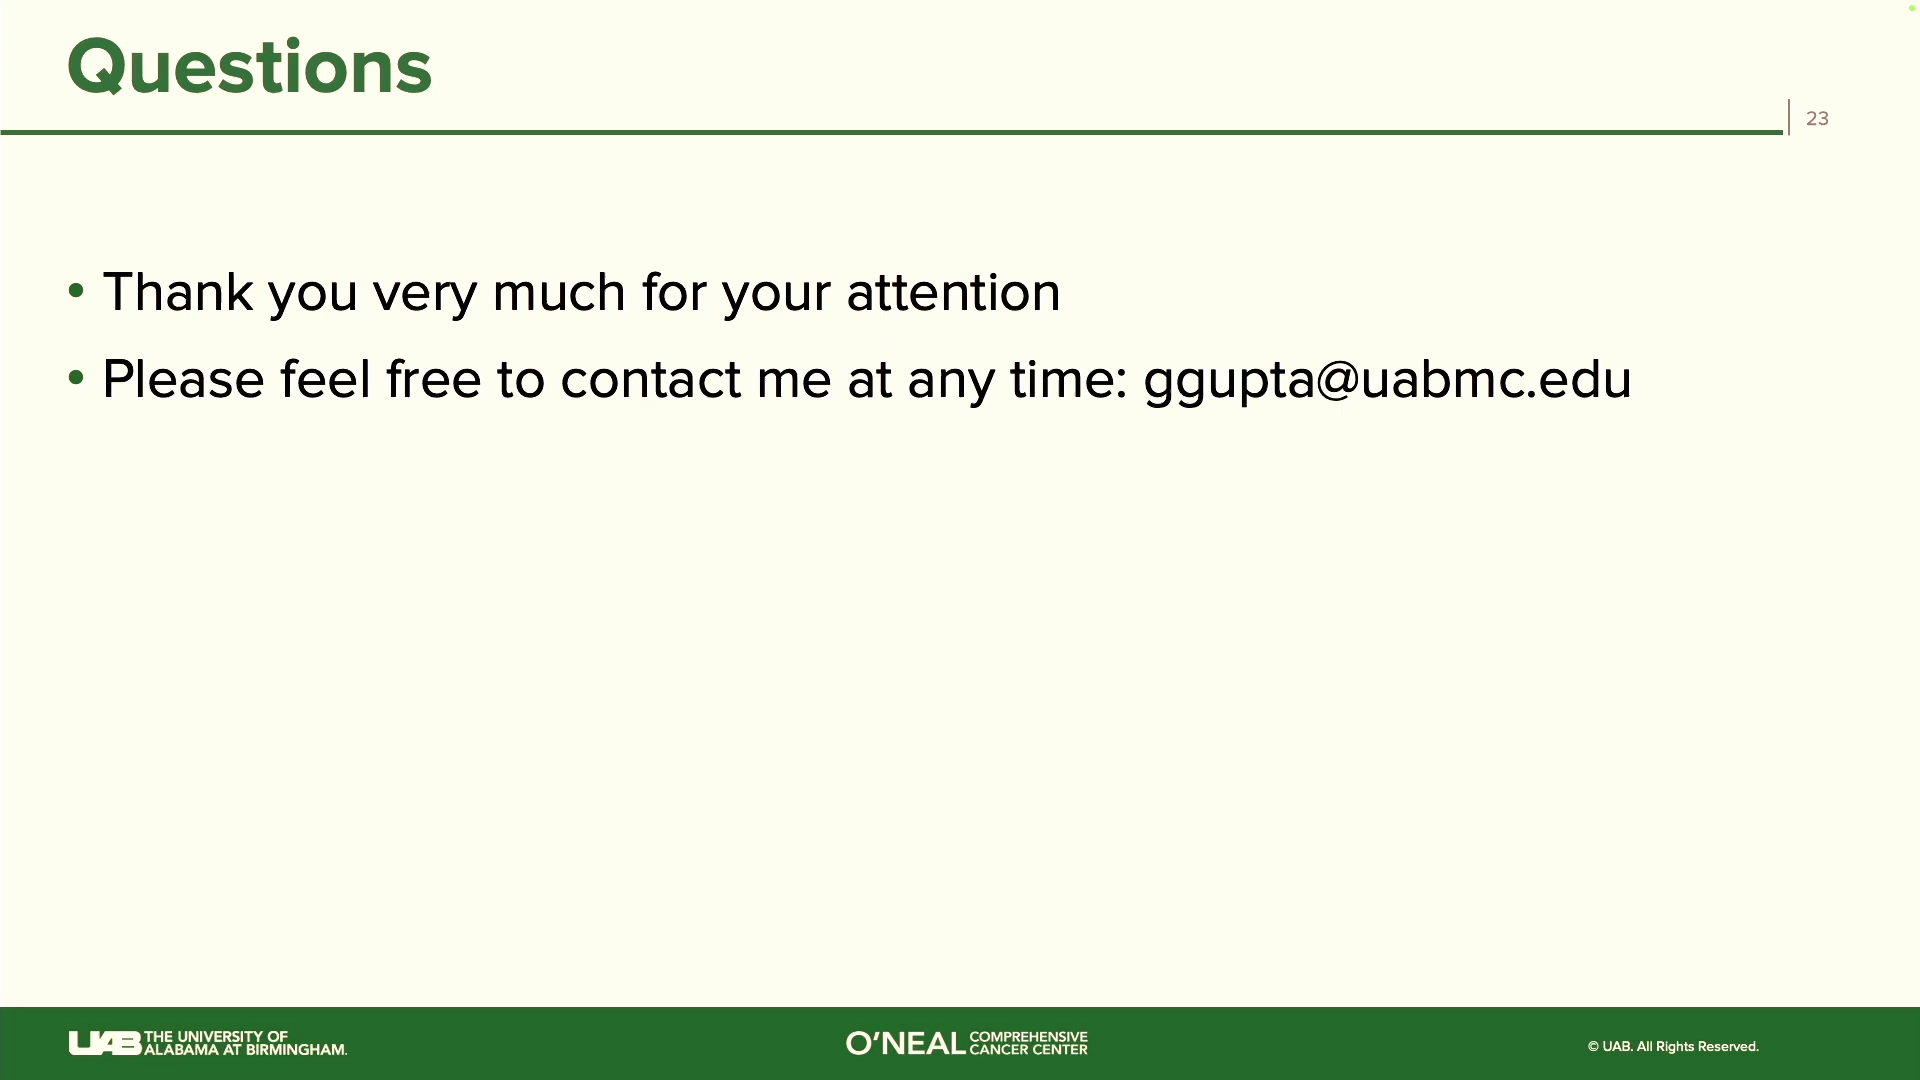 Questions
23
• Thank you very much for your attention
• Please feel free to contact me at any time: ggupta@uabmc.edu
UAB THE UNIVERSITY OF
ALABAMA AT BIRMINGHAM.
O’NEAL COMPREHENSIVE
CANCER CENTER
© UAB. All Rights Reserved.